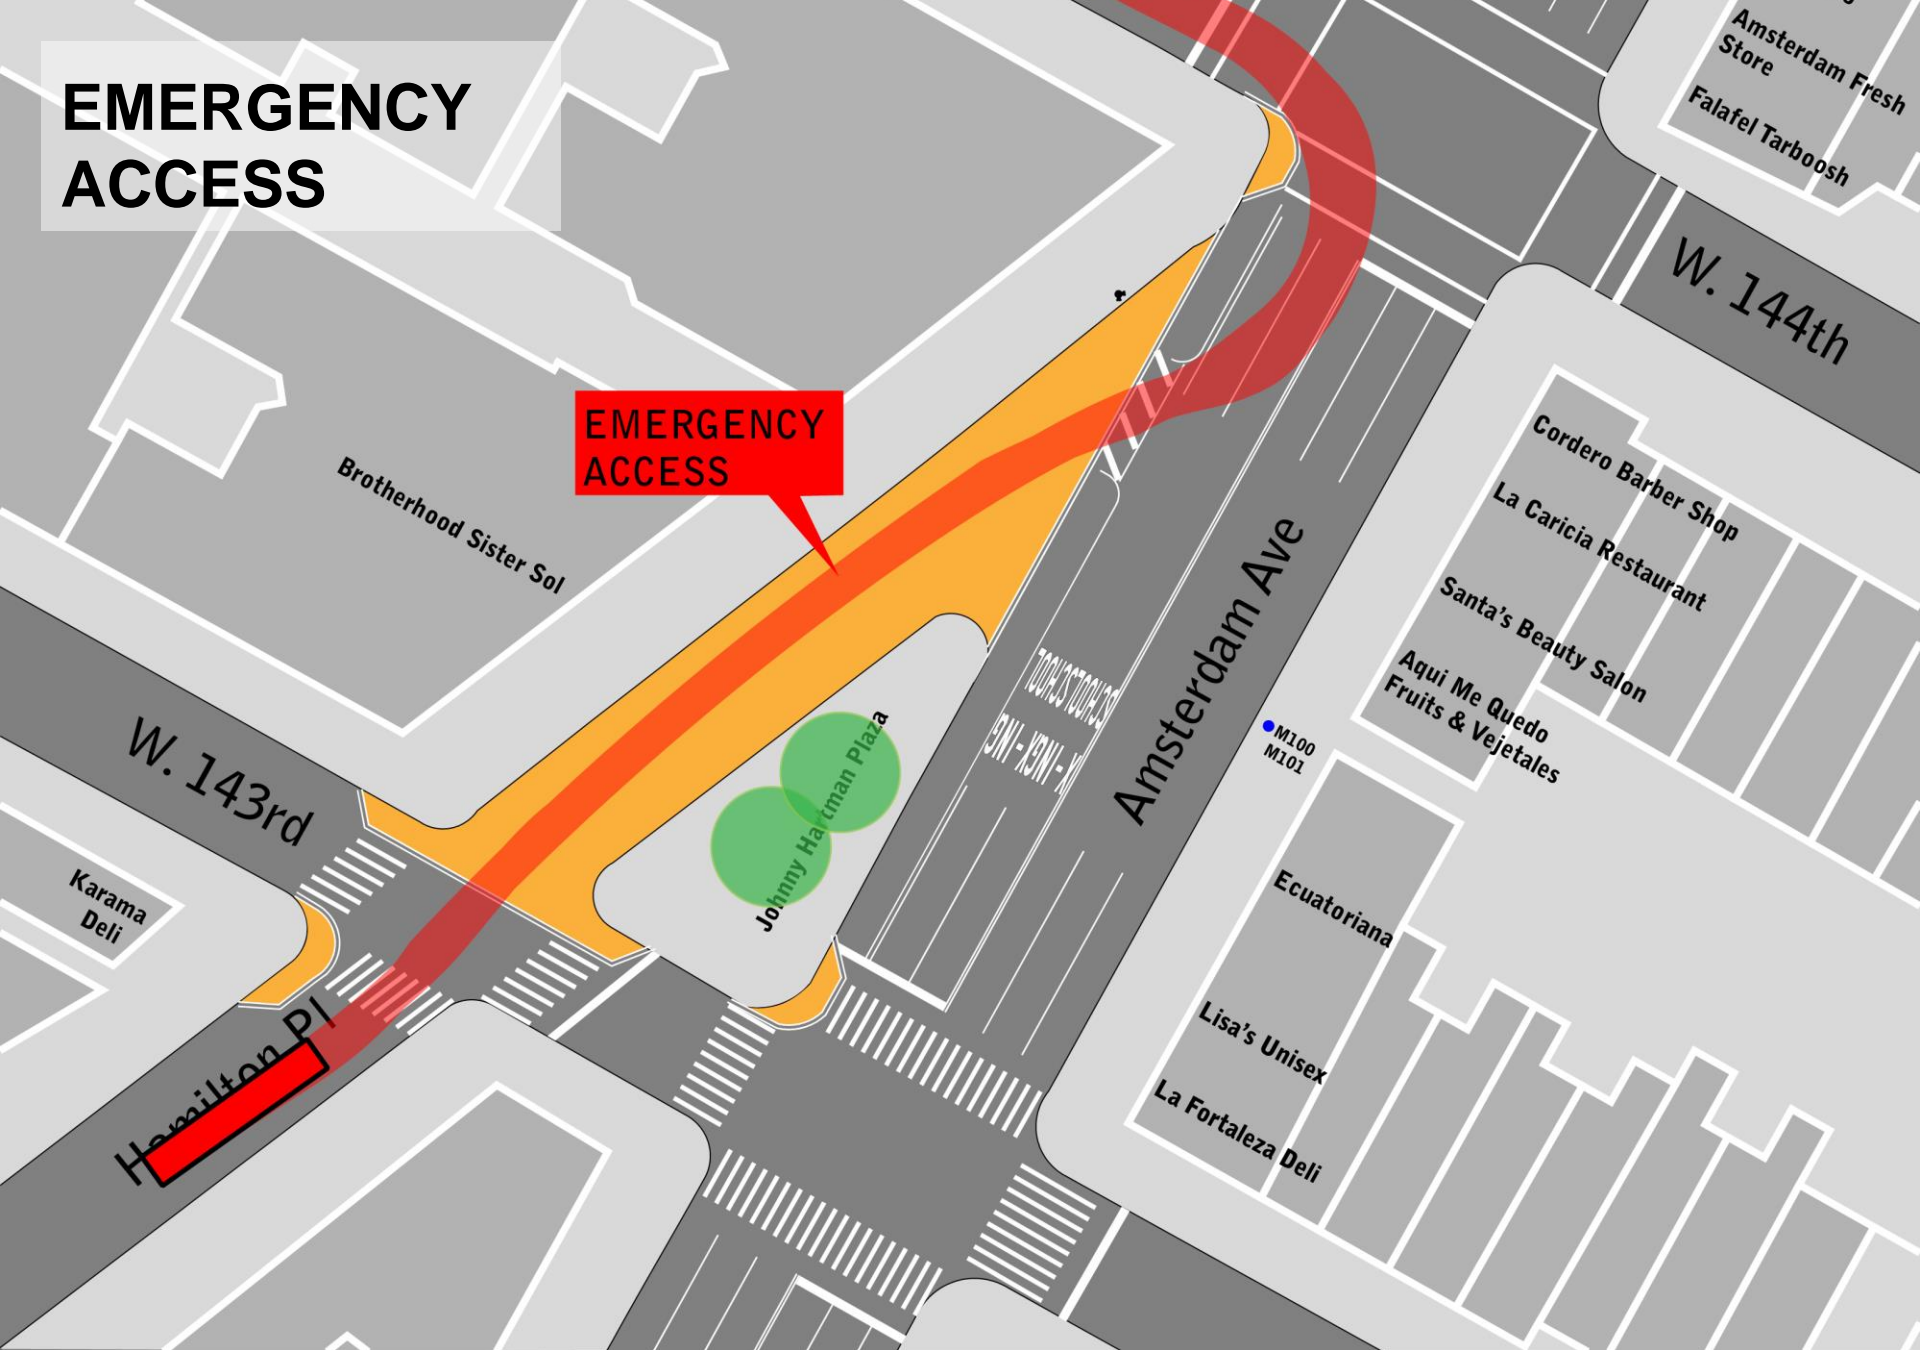 EMERGENCY
ACCESS
Amsterdam Fresh
Store
Falafel Tarboosh
W. 144th
EMERGENCY
ACCESS
Brotherhood Sister Sol
Cordero Barber Shop
La Caricia Restaurant
Santa's Beauty Salon
Aqui Me Quedo
Fruits & Vejetales
Amsterdam Ave
M100
M101
Johnny Hartman Plaza
W. 143rd
Karama
Deli
Ecuatoriana
Hamilton Pl
Lisa's Unisex
La Fortaleza Deli